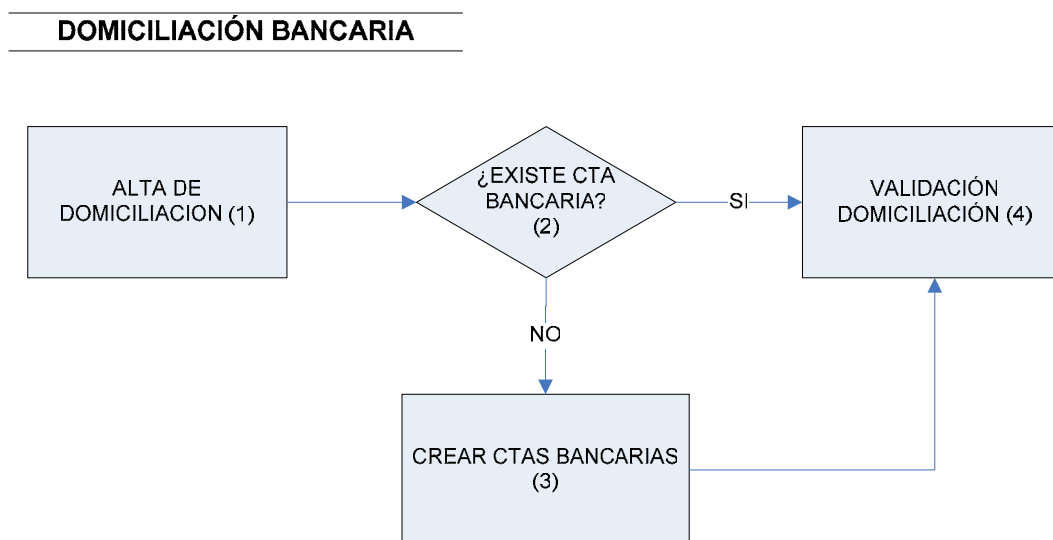 DOMICILIACIÓN BANCARIA
ALTA DE
DOMICILIACION (1)
¿EXISTE CTA
BANCARIA?
(2)
SI
VALIDACIÓN
DOMICILIACIÓN (4)
NO
CREAR CTAS BANCARIAS
(3)